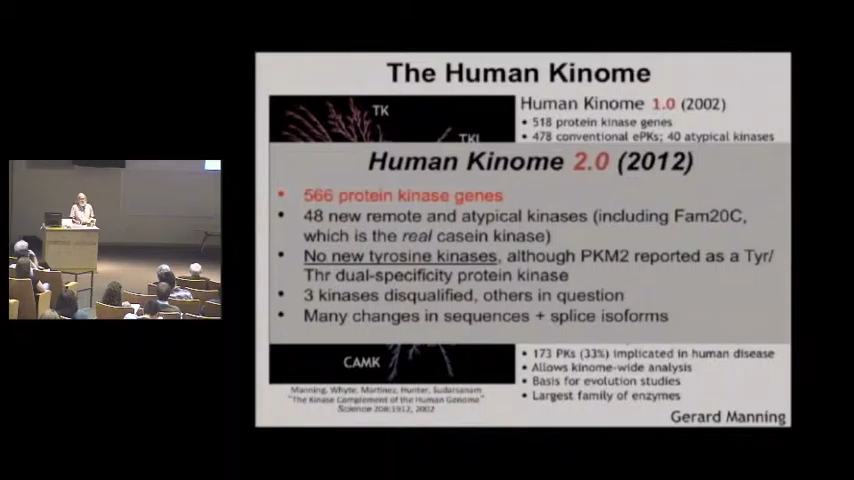 The Human Kinome
TK
TKL
Human Kinome 1.0 (2002)
• 518 protein kinase genes
• 478 conventional ePKs; 40 atypical kinases
Human Kinome 2.0 (2012)
• 566 protein kinase genes
• 48 new remote and atypical kinases (including Fam20C,
which is the real casein kinase)
• No new tyrosine kinases, although PKM2 reported as a Tyr/
Thr dual-specificity protein kinase
• 3 kinases disqualified, others in question
• Many changes in sequences + splice isoforms
CAMK
• 173 PKs (33%) implicated in human disease
• Allows kinome-wide analysis
• Basis for evolution studies
• Largest family of enzymes
Manning, Whyte, Martinez, Hunter, Sudarsanam
"The Kinase Complement of the Human Genome"
Science 298:1912, 2002
Gerard Manning